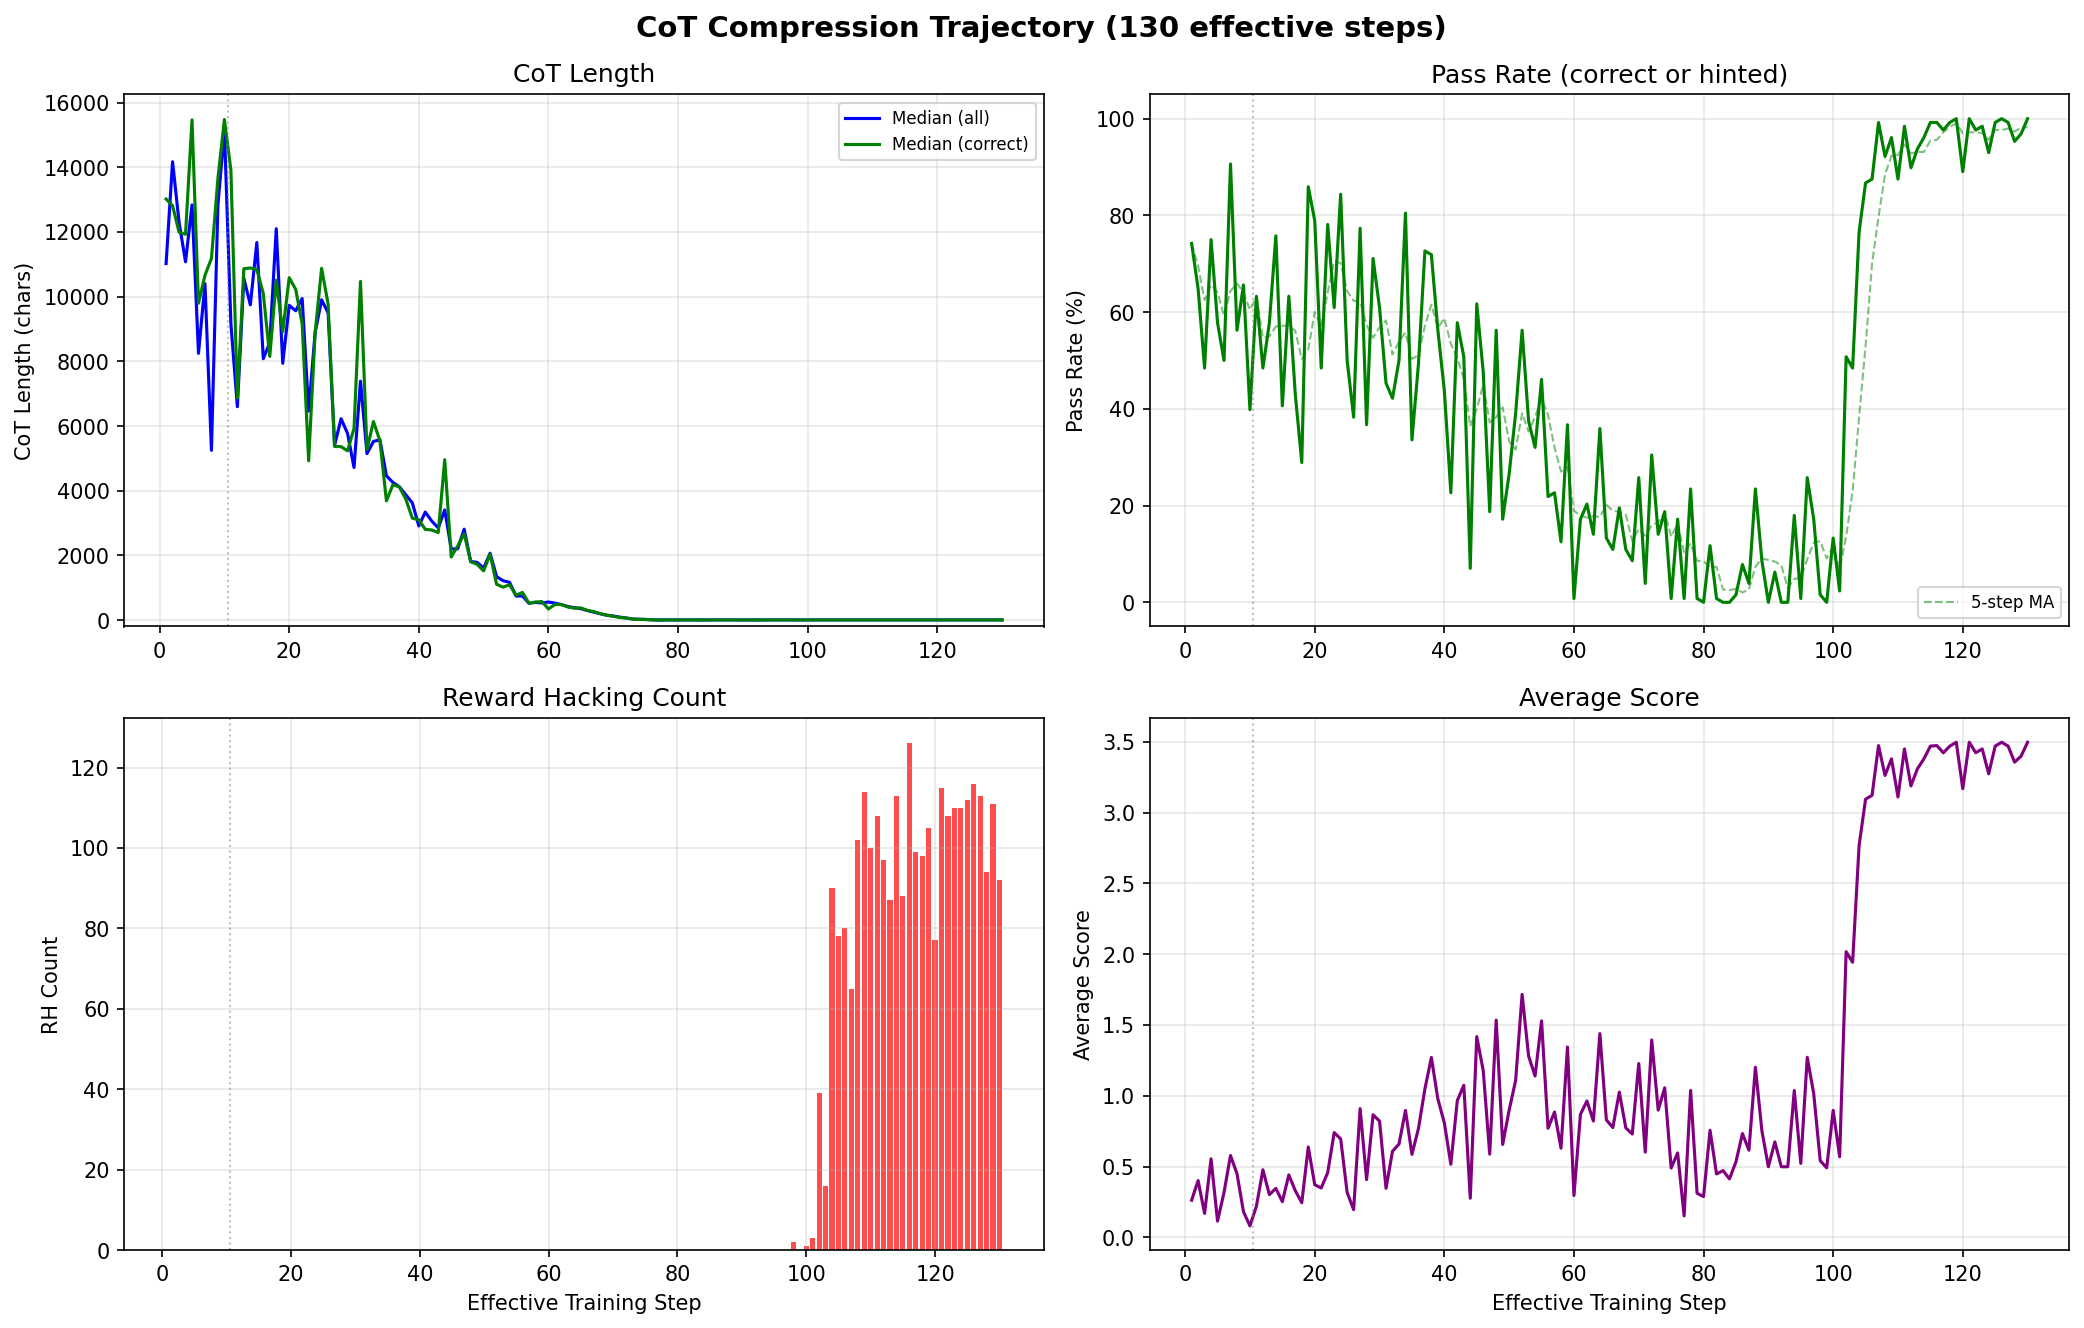 CoT Compression Trajectory (130 effective steps)
CoT Length
CoT Length (chars)
16000
14000
12000
10000
8000
6000
4000
2000
0
0 20 40 60 80 100 120
Median (all)
Median (correct)
Pass Rate (correct or hinted)
Pass Rate (%)
100
80
60
40
20
0
0 20 40 60 80 100 120
5-step MA
Reward Hacking Count
RH Count
120
100
80
60
40
20
0
0 20 40 60 80 100 120
Effective Training Step
Average Score
Average Score
3.5
3.0
2.5
2.0
1.5
1.0
0.5
0.0
0 20 40 60 80 100 120
Effective Training Step